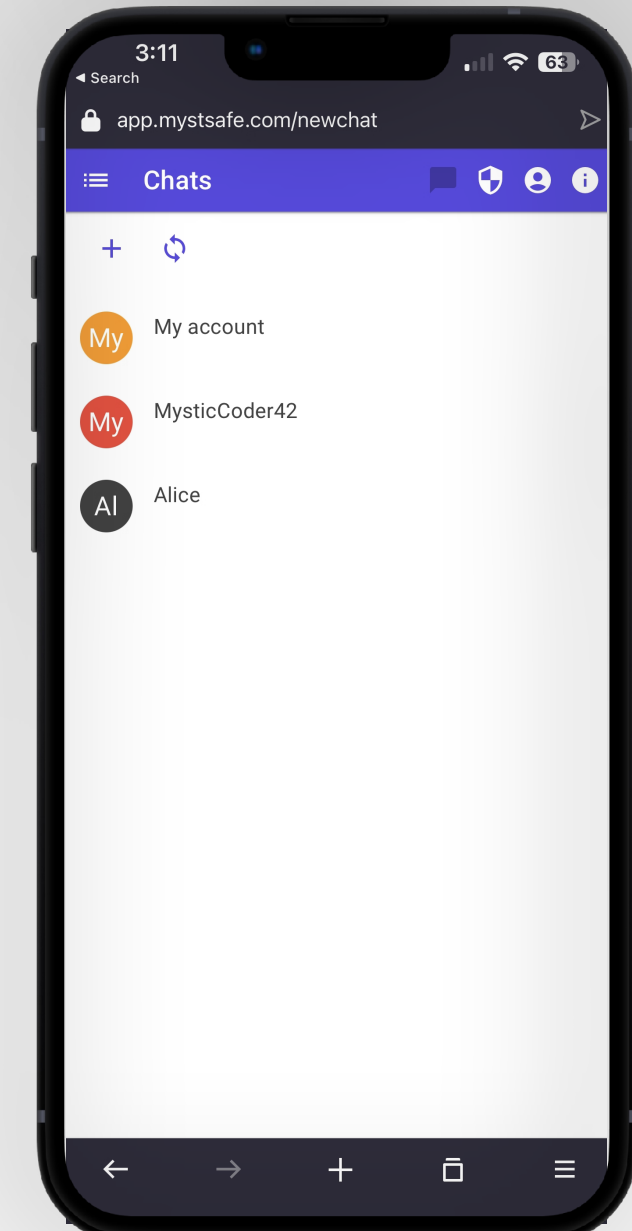 3:11
63
◀ Search
app.mystsafe.com/newchat
Chats
My
My account
My
MysticCoder42
Al
Alice